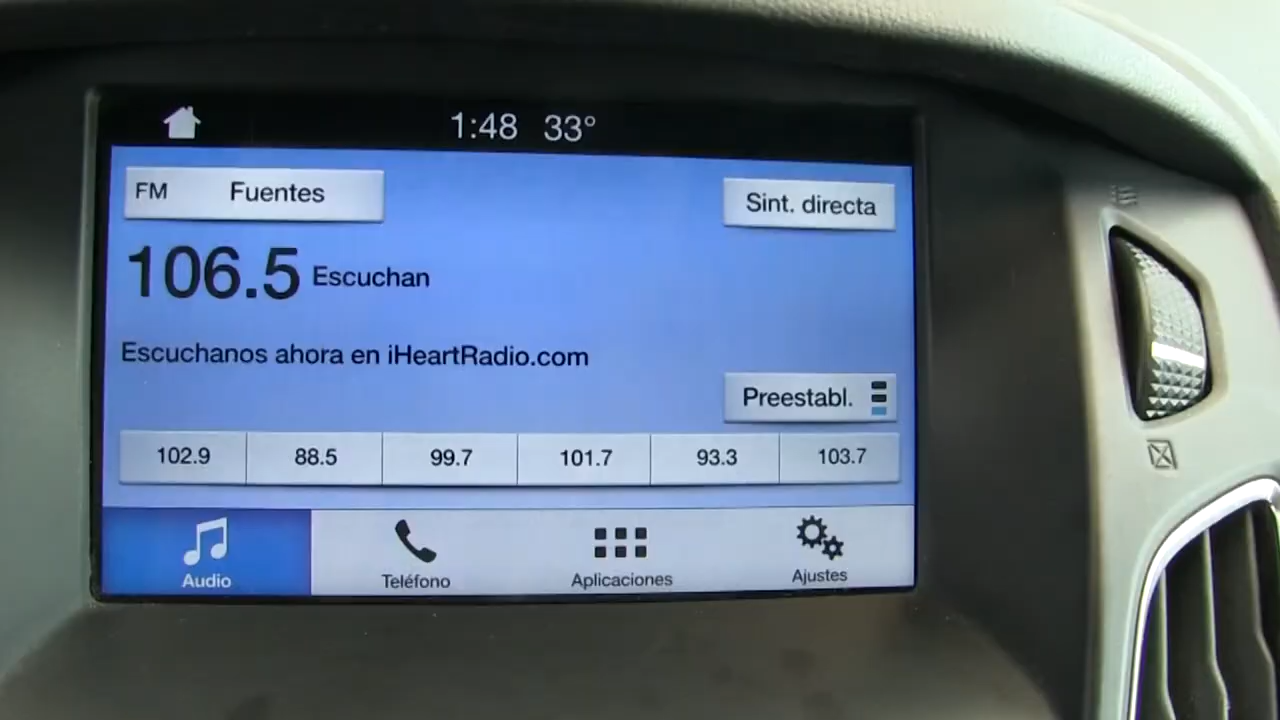 1:48 33°
FM Fuentes
Sint. directa
106.5 Escuchan
Escuchanos ahora en iHeartRadio.com
Preestabl.
102.9 88.5 99.7 101.7 93.3 103.7
Audio Teléfono Aplicaciones Ajustes